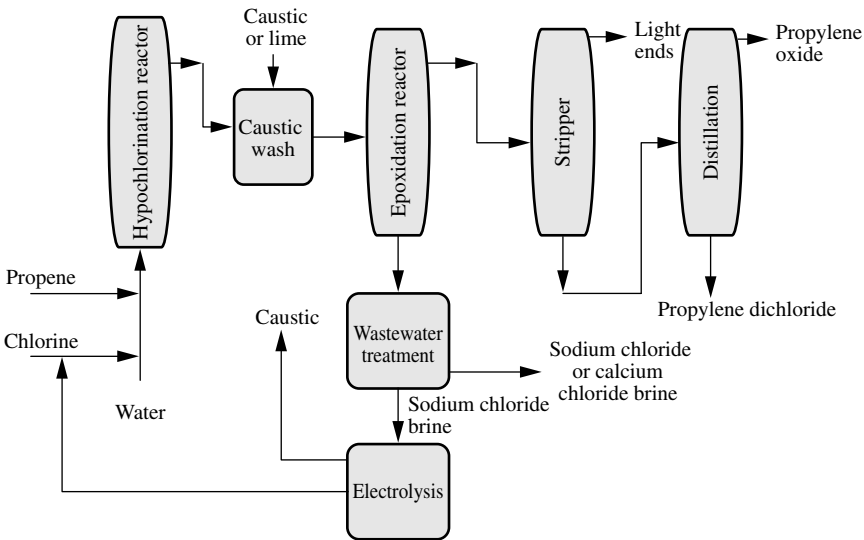 Caustic
or lime
Light
ends
Propylene
oxide
Hypochlorination reactor
Caustic
wash
Epoxidation reactor
Stripper
Distillation
Propene
Chlorine
Water
Caustic
Wastewater
treatment
Propylene dichloride
Sodium chloride
or calcium
chloride brine
Sodium chloride
brine
Electrolysis